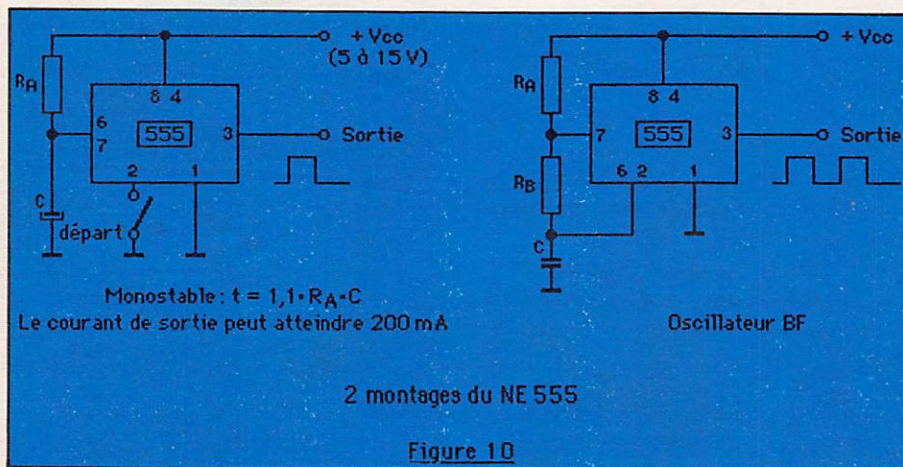 + Vcc
(5 à 15 V)
RA
8 4
6
7
555
3
Sortie
2
1
C
départ
Monostable : t = 1,1•RA•C
Le courant de sortie peut atteindre 200 mA
+ Vcc
RA
8 4
7
555
3
Sortie
RB
6 2
1
C
Oscillateur BF
2 montages du NE 555
Figure 10